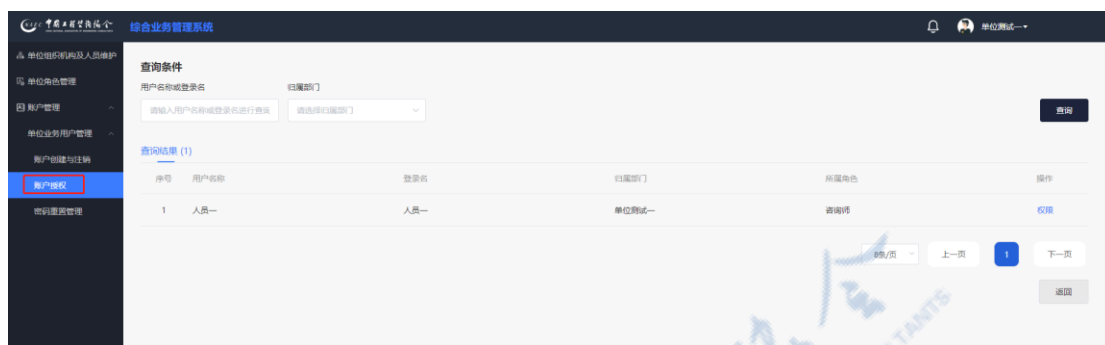 中国工程咨询协会
综合业务管理系统
单位测试一
单位组织机构及人员维护
单位角色管理
账户管理
单位业务用户管理
账户创建与注销
账户授权
密码重置管理
查询条件
用户名称或登录名 归属部门
请输入用户名称或登录名进行查询 请选择归属部门 查询
查询结果 (1)
序号 用户名称 登录名 归属部门 所属角色 操作
1 人员一 人员一 单位测试一 咨询师 权限
8条/页 上一页 1 下一页
返回